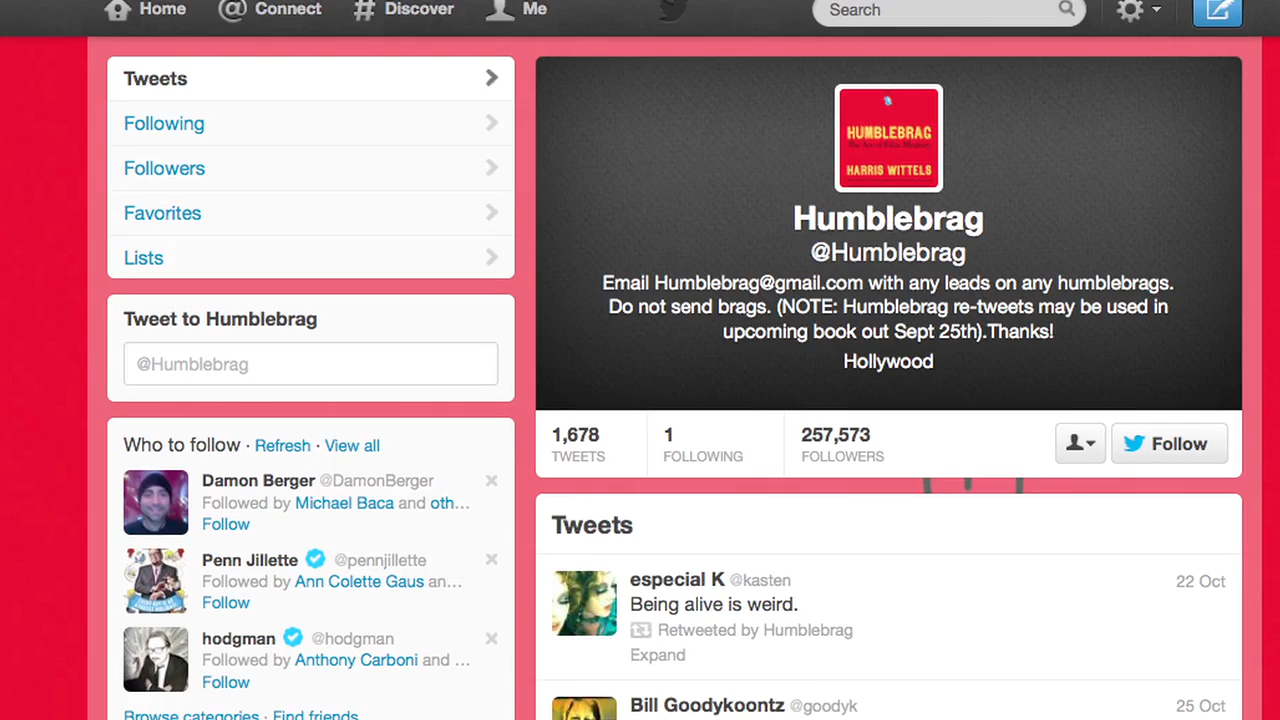 Home Connect Discover Me Search
Tweets
Following
Followers
Favorites
Lists
Tweet to Humblebrag
@Humblebrag
Who to follow · Refresh · View all
Damon Berger @DamonBerger
Followed by Michael Baca and oth...
Follow
Penn Jillette @pennjillette
Followed by Ann Colette Gaus an...
Follow
hodgman @hodgman
Followed by Anthony Carboni and ...
Follow
Browse categories · Find friends
HUMBLEBRAG
The Art of False Modesty
HARRIS WITTELS
Humblebrag
@Humblebrag
Email Humblebrag@gmail.com with any leads on any humblebrags.
Do not send brags. (NOTE: Humblebrag re-tweets may be used in
upcoming book out Sept 25th).Thanks!
Hollywood
1,678 1 257,573
TWEETS FOLLOWING FOLLOWERS
Follow
Tweets
especial K @kasten 22 Oct
Being alive is weird.
Retweeted by Humblebrag
Expand
Bill Goodykoontz @goodyk 25 Oct